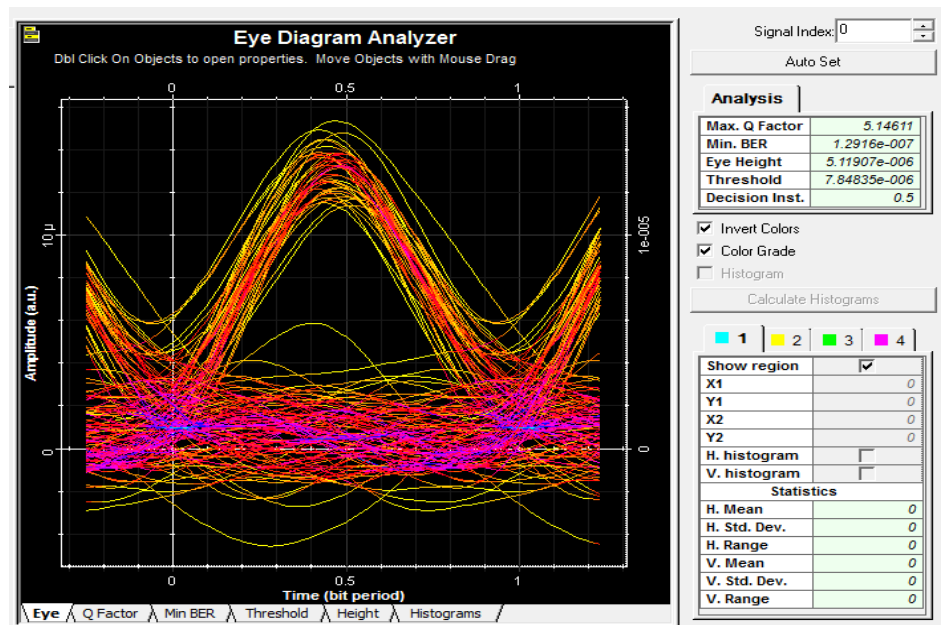 Eye Diagram Analyzer
Dbl Click On Objects to open properties. Move Objects with Mouse Drag
0 0.5 1
10 µ
1e-005
Amplitude (a.u.)
0
0
0 0.5 1
Time (bit period)
Eye Q Factor Min BER Threshold Height Histograms
Signal Index: 0
Auto Set
Analysis
Max. Q Factor 5.14611
Min. BER 1.2916e-007
Eye Height 5.11907e-006
Threshold 7.84835e-006
Decision Inst. 0.5
Invert Colors
Color Grade
Histogram
Calculate Histograms
1 2 3 4
Show region
X1 0
Y1 0
X2 0
Y2 0
H. histogram
V. histogram
Statistics
H. Mean 0
H. Std. Dev. 0
H. Range 0
V. Mean 0
V. Std. Dev. 0
V. Range 0